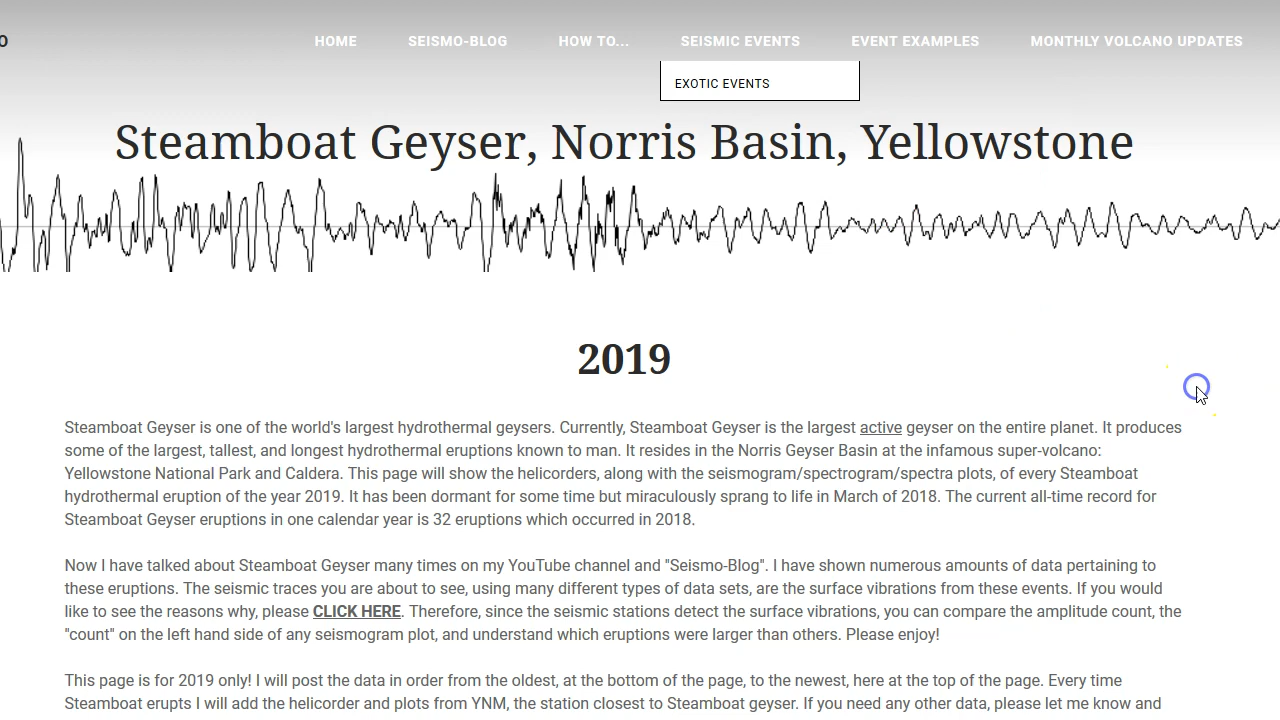 O
HOME SEISMO-BLOG HOW TO... SEISMIC EVENTS EVENT EXAMPLES MONTHLY VOLCANO UPDATES
EXOTIC EVENTS
Steamboat Geyser, Norris Basin, Yellowstone
2019
Steamboat Geyser is one of the world's largest hydrothermal geysers. Currently, Steamboat Geyser is the largest active geyser on the entire planet. It produces
some of the largest, tallest, and longest hydrothermal eruptions known to man. It resides in the Norris Geyser Basin at the infamous super-volcano:
Yellowstone National Park and Caldera. This page will show the helicorders, along with the seismogram/spectrogram/spectra plots, of every Steamboat
hydrothermal eruption of the year 2019. It has been dormant for some time but miraculously sprang to life in March of 2018. The current all-time record for
Steamboat Geyser eruptions in one calendar year is 32 eruptions which occurred in 2018.
Now I have talked about Steamboat Geyser many times on my YouTube channel and "Seismo-Blog". I have shown numerous amounts of data pertaining to
these eruptions. The seismic traces you are about to see, using many different types of data sets, are the surface vibrations from these events. If you would
like to see the reasons why, please CLICK HERE. Therefore, since the seismic stations detect the surface vibrations, you can compare the amplitude count, the
"count" on the left hand side of any seismogram plot, and understand which eruptions were larger than others. Please enjoy!
This page is for 2019 only! I will post the data in order from the oldest, at the bottom of the page, to the newest, here at the top of the page. Every time
Steamboat erupts I will add the helicorder and plots from YNM, the station closest to Steamboat geyser. If you need any other data, please let me know and